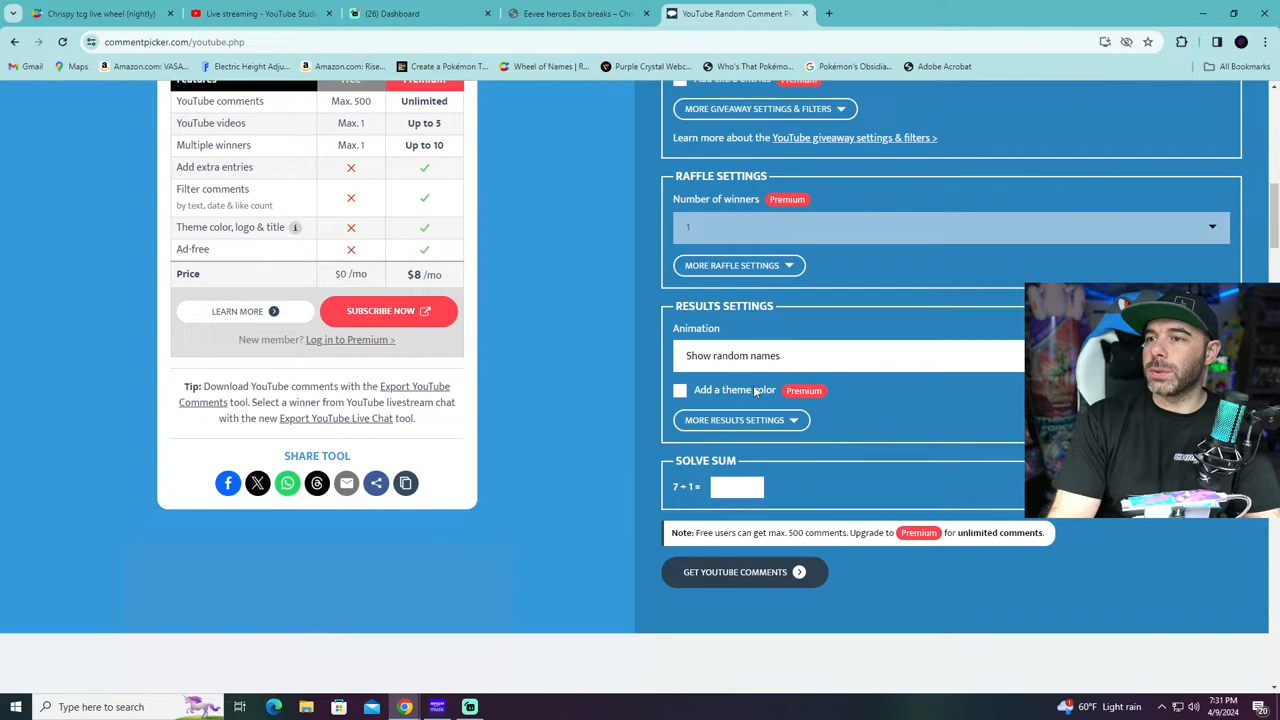 Chrispy tcg live wheel (nightly)
Live streaming - YouTube Studi
(26) Dashboard
Eevee heroes Box breaks – Chri
YouTube Random Comment Pi
commentpicker.com/youtube.php
Gmail
Maps
Amazon.com: VASA...
Electric Height Adju...
Amazon.com: Rise...
Create a Pokémon T...
Wheel of Names | R...
Purple Crystal Webc...
Who's That Pokémo...
Pokémon's Obsidia...
Adobe Acrobat
All Bookmarks
Features Free Premium
YouTube comments Max. 500 Unlimited
YouTube videos Max. 1 Up to 5
Multiple winners Max. 1 Up to 10
Add extra entries
Filter comments
by text, date & like count
Theme color, logo & title i
Ad-free
Price $0 /mo $8 /mo
LEARN MORE
SUBSCRIBE NOW
New member? Log in to Premium >
Tip: Download YouTube comments with the Export YouTube
Comments tool. Select a winner from YouTube livestream chat
with the new Export YouTube Live Chat tool.
SHARE TOOL
Add extra entries Premium
MORE GIVEAWAY SETTINGS & FILTERS
Learn more about the YouTube giveaway settings & filters >
RAFFLE SETTINGS
Number of winners Premium
1
MORE RAFFLE SETTINGS
RESULTS SETTINGS
Animation
Show random names
Add a theme color Premium
MORE RESULTS SETTINGS
SOLVE SUM
7 + 1 =
Note: Free users can get max. 500 comments. Upgrade to Premium for unlimited comments.
GET YOUTUBE COMMENTS
Type here to search
60°F Light rain
7:31 PM
4/9/2024
20